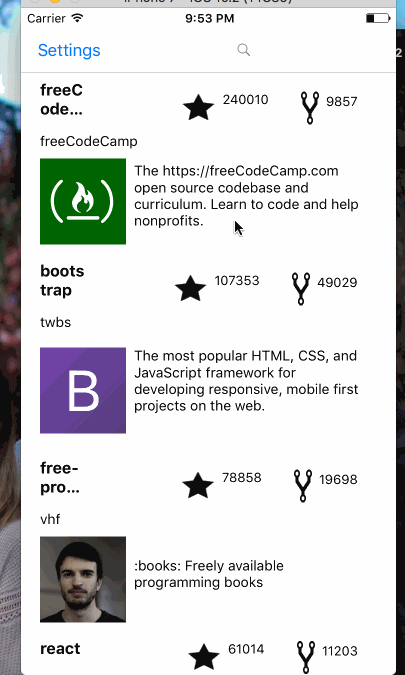 Carrier 9:53 PM
Settings
freeC
ode...
240010
9857
freeCodeCamp
The https://freeCodeCamp.com
open source codebase and
curriculum. Learn to code and help
nonprofits.
boots
trap
107353
49029
twbs
B
The most popular HTML, CSS, and
JavaScript framework for
developing responsive, mobile first
projects on the web.
free-
pro...
78858
19698
vhf
:books: Freely available
programming books
react
61014
11203